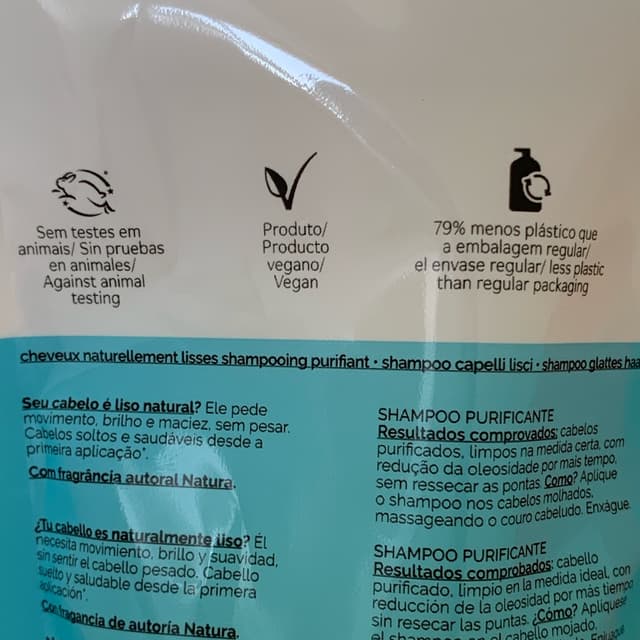 Sem testes em
animais/ Sin pruebas
en animales/
Against animal
testing
Produto/
Producto
vegano/
Vegan
79% menos plástico que
a embalagem regular/
el envase regular/ less plastic
than regular packaging
cheveux naturellement lisses shampooing purifiant • shampoo capelli lisci • shampoo glattes haa
Seu cabelo é liso natural? Ele pede
movimento, brilho e maciez, sem pesar.
Cabelos soltos e saudáveis desde a
primeira aplicação*.
Com fragrância autoral Natura.
¿Tu cabello es naturalmente liso? Él
necesita movimiento, brillo y suavidad,
sin sentir el cabello pesado. Cabello
suelto y saludable desde la primera
aplicación*.
Con fragancia de autoría Natura.
SHAMPOO PURIFICANTE
Resultados comprovados: cabelos
purificados, limpos na medida certa, com
redução da oleosidade por mais tempo,
sem ressecar as pontas. Como? Aplique
o shampoo nos cabelos molhados,
massageando o couro cabeludo. Enxágue.
SHAMPOO PURIFICANTE
Resultados comprobados: cabello
purificado, limpio en la medida ideal, con
reducción de la oleosidad por más tiempo
sin resecar las puntas. ¿Cómo? Aplique
el shampoo en el cabello mojado,